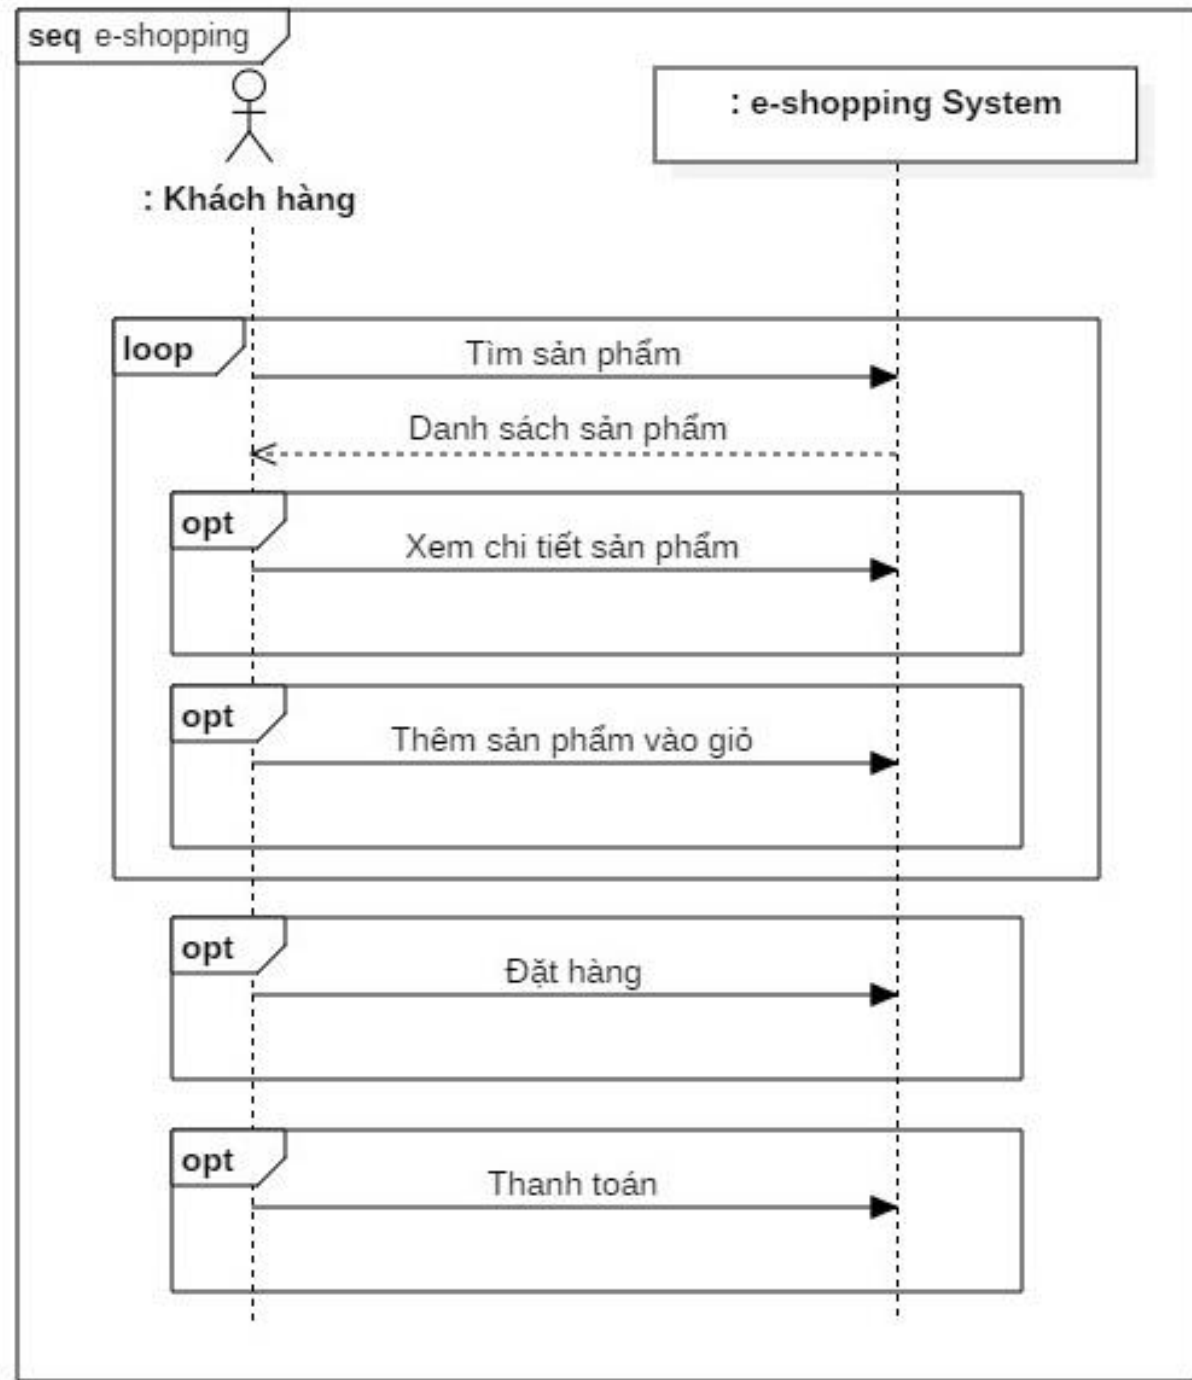 seq e-shopping
: e-shopping System
: Khách hàng
loop
Tìm sản phẩm
Danh sách sản phẩm
opt
Xem chi tiết sản phẩm
opt
Thêm sản phẩm vào giỏ
opt
Đặt hàng
opt
Thanh toán